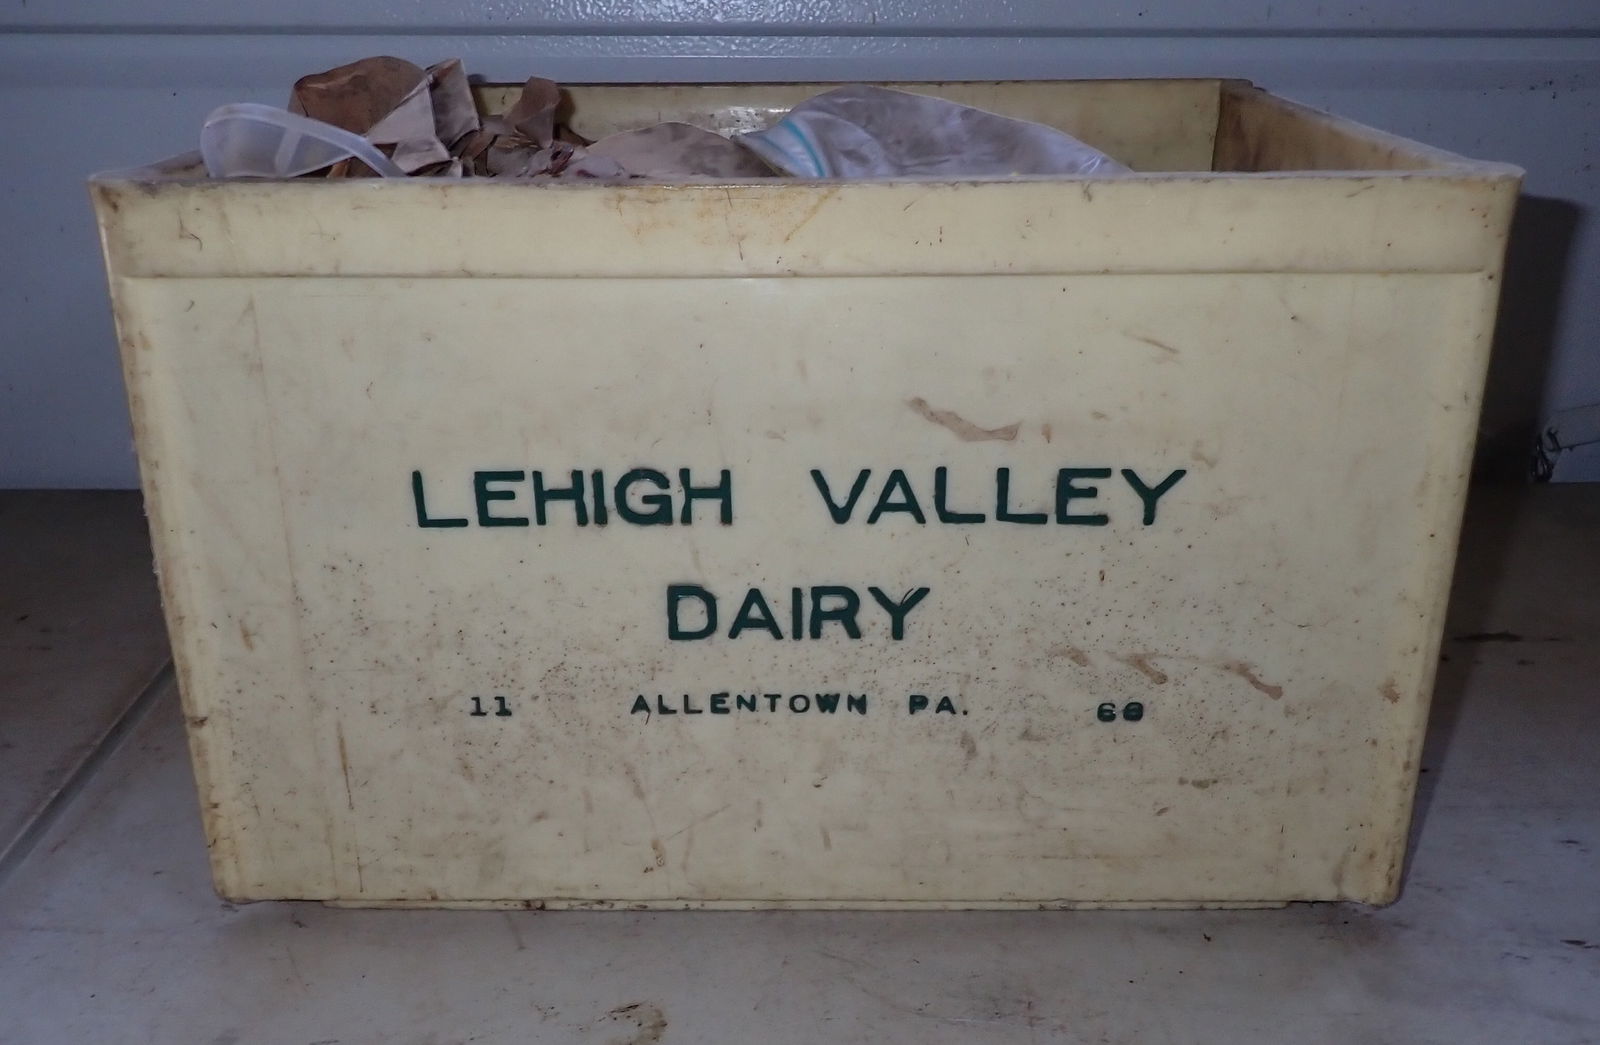 LEHIGH VALLEY
DAIRY
11 ALLENTOWN PA. 68